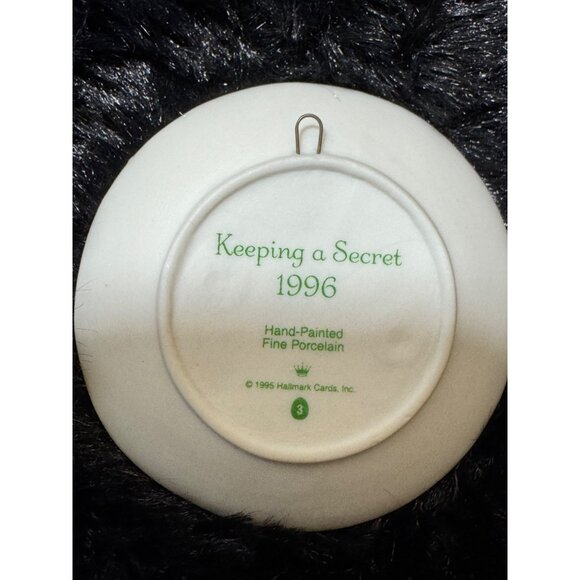 Keeping a Secret
1996
Hand-Painted
Fine Porcelain
© 1995 Hallmark Cards, Inc.
3